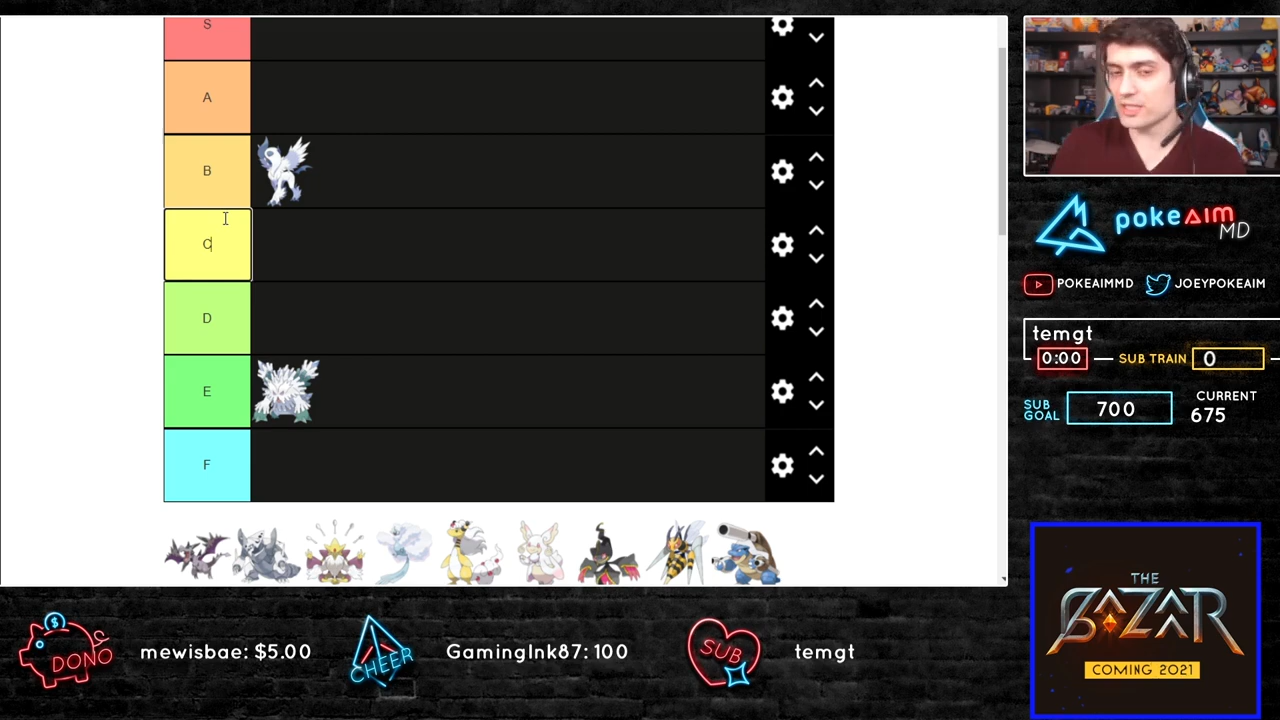 S
A
B
C
D
E
F
pokeAIM
MD
POKEAIMMD
JOEYPOKEAIM
temgt
0:00
SUB TRAIN
0
SUB GOAL
700
CURRENT
675
THE
BAZAR
COMING 2021
DONO
mewisbae: $5.00
CHEER
GamingInk87: 100
SUB
temgt